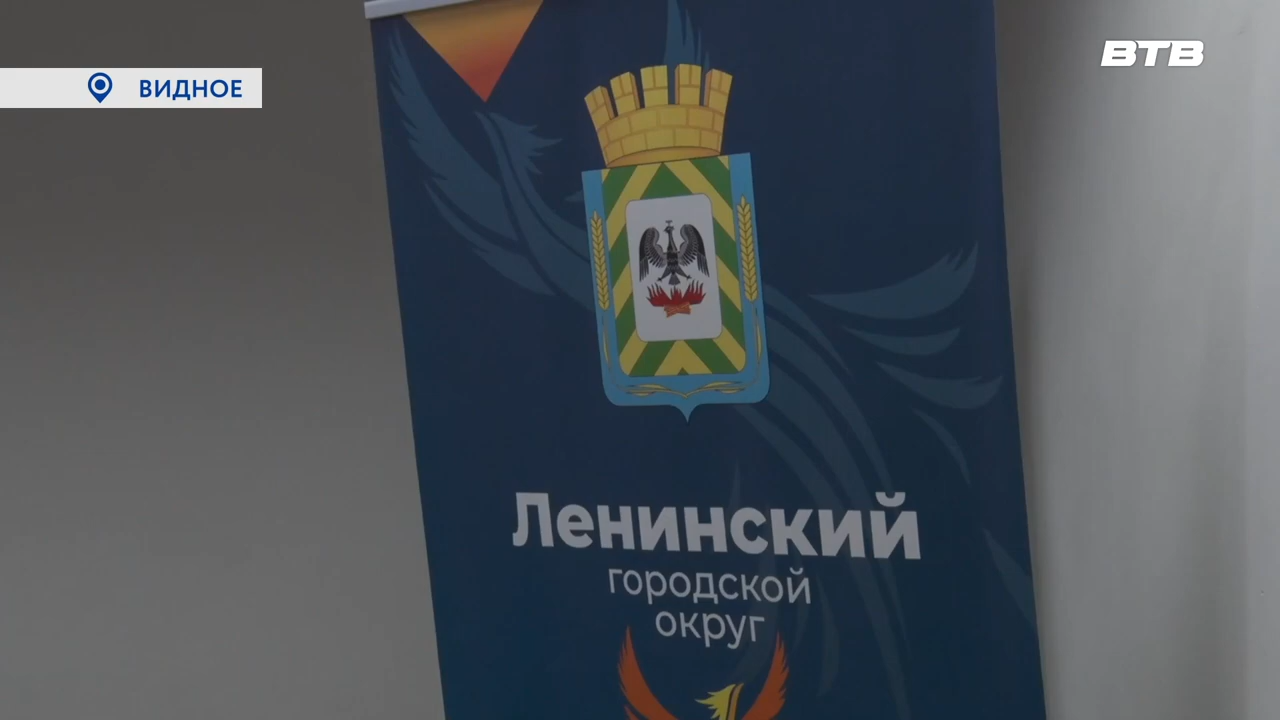 ВТВ
ВИДНОЕ
Ленинский
городской
округ